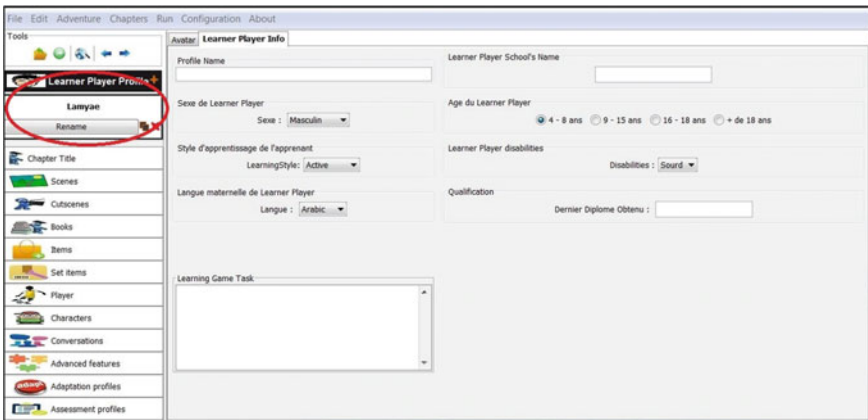 File Edit Adventure Chapters Run Configuration About
Tools
Learner Player Profile
Lamyae
Rename
Chapter Title
Scenes
Cutscenes
Books
Items
Set items
Player
Characters
Conversations
Advanced features
Adaptation profiles
Assessment profiles
Avatar Learner Player Info
Profile Name
Learner Player School's Name
Sexe de Learner Player
Sexe : Masculin
Age du Learner Player
4 - 8 ans 9 - 15 ans 16 - 18 ans + de 18 ans
Style d'apprentissage de l'apprenant
LearningStyle: Active
Learner Player disabilities
Disabilities : Sourd
Langue maternelle de Learner Player
Langue : Arabic
Qualification
Dernier Diplome Obtenu :
Learning Game Task